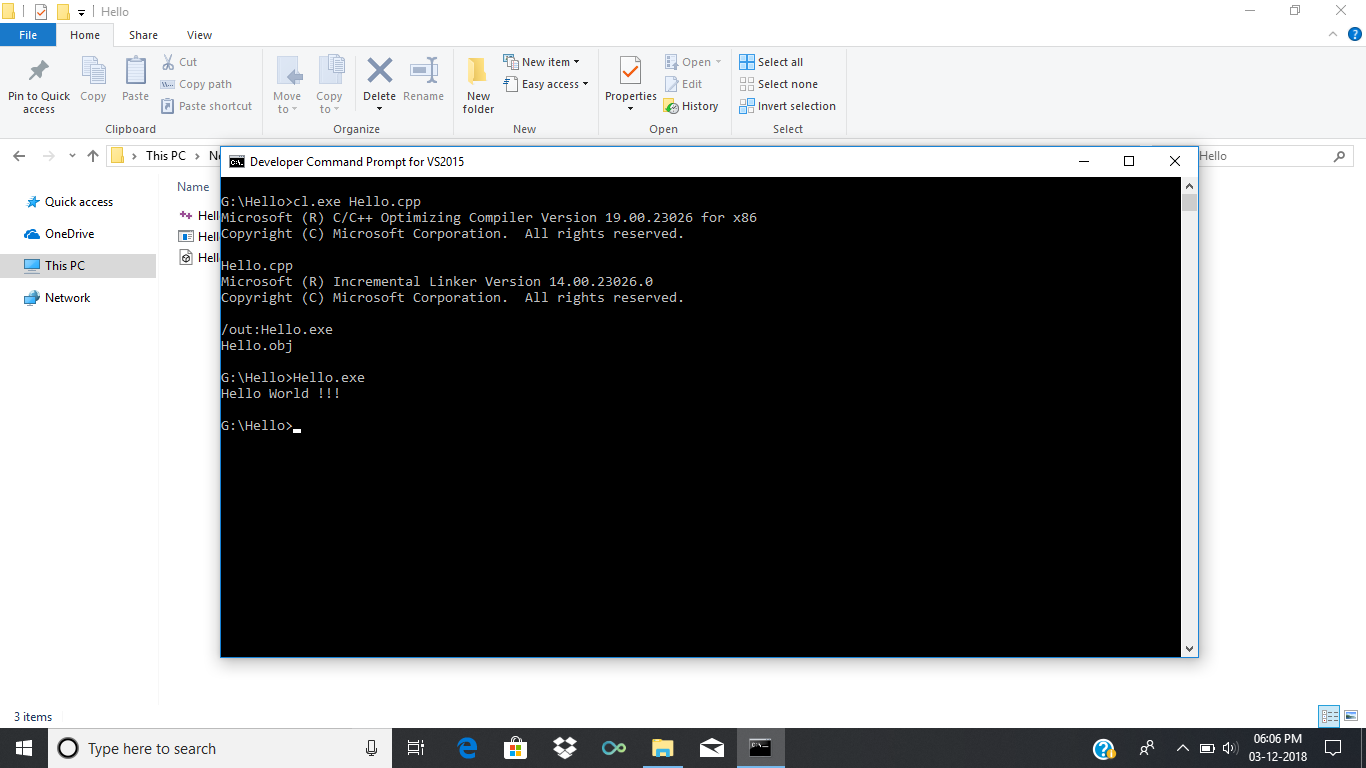 Hello
File Home Share View
Pin to Quick access
Copy
Paste
Cut
Copy path
Paste shortcut
Clipboard
Move to
Copy to
Delete
Rename
Organize
New folder
New item
Easy access
New
Properties
Open
Edit
History
Open
Select all
Select none
Invert selection
Select
This PC
Hello
Quick access
OneDrive
This PC
Network
Name
Hell
Hell
Hell
Developer Command Prompt for VS2015
G:\Hello>cl.exe Hello.cpp
Microsoft (R) C/C++ Optimizing Compiler Version 19.00.23026 for x86
Copyright (C) Microsoft Corporation.  All rights reserved.
Hello.cpp
Microsoft (R) Incremental Linker Version 14.00.23026.0
Copyright (C) Microsoft Corporation.  All rights reserved.
/out:Hello.exe
Hello.obj
G:\Hello>Hello.exe
Hello World !!!
G:\Hello>
3 items
Type here to search
06:06 PM
03-12-2018